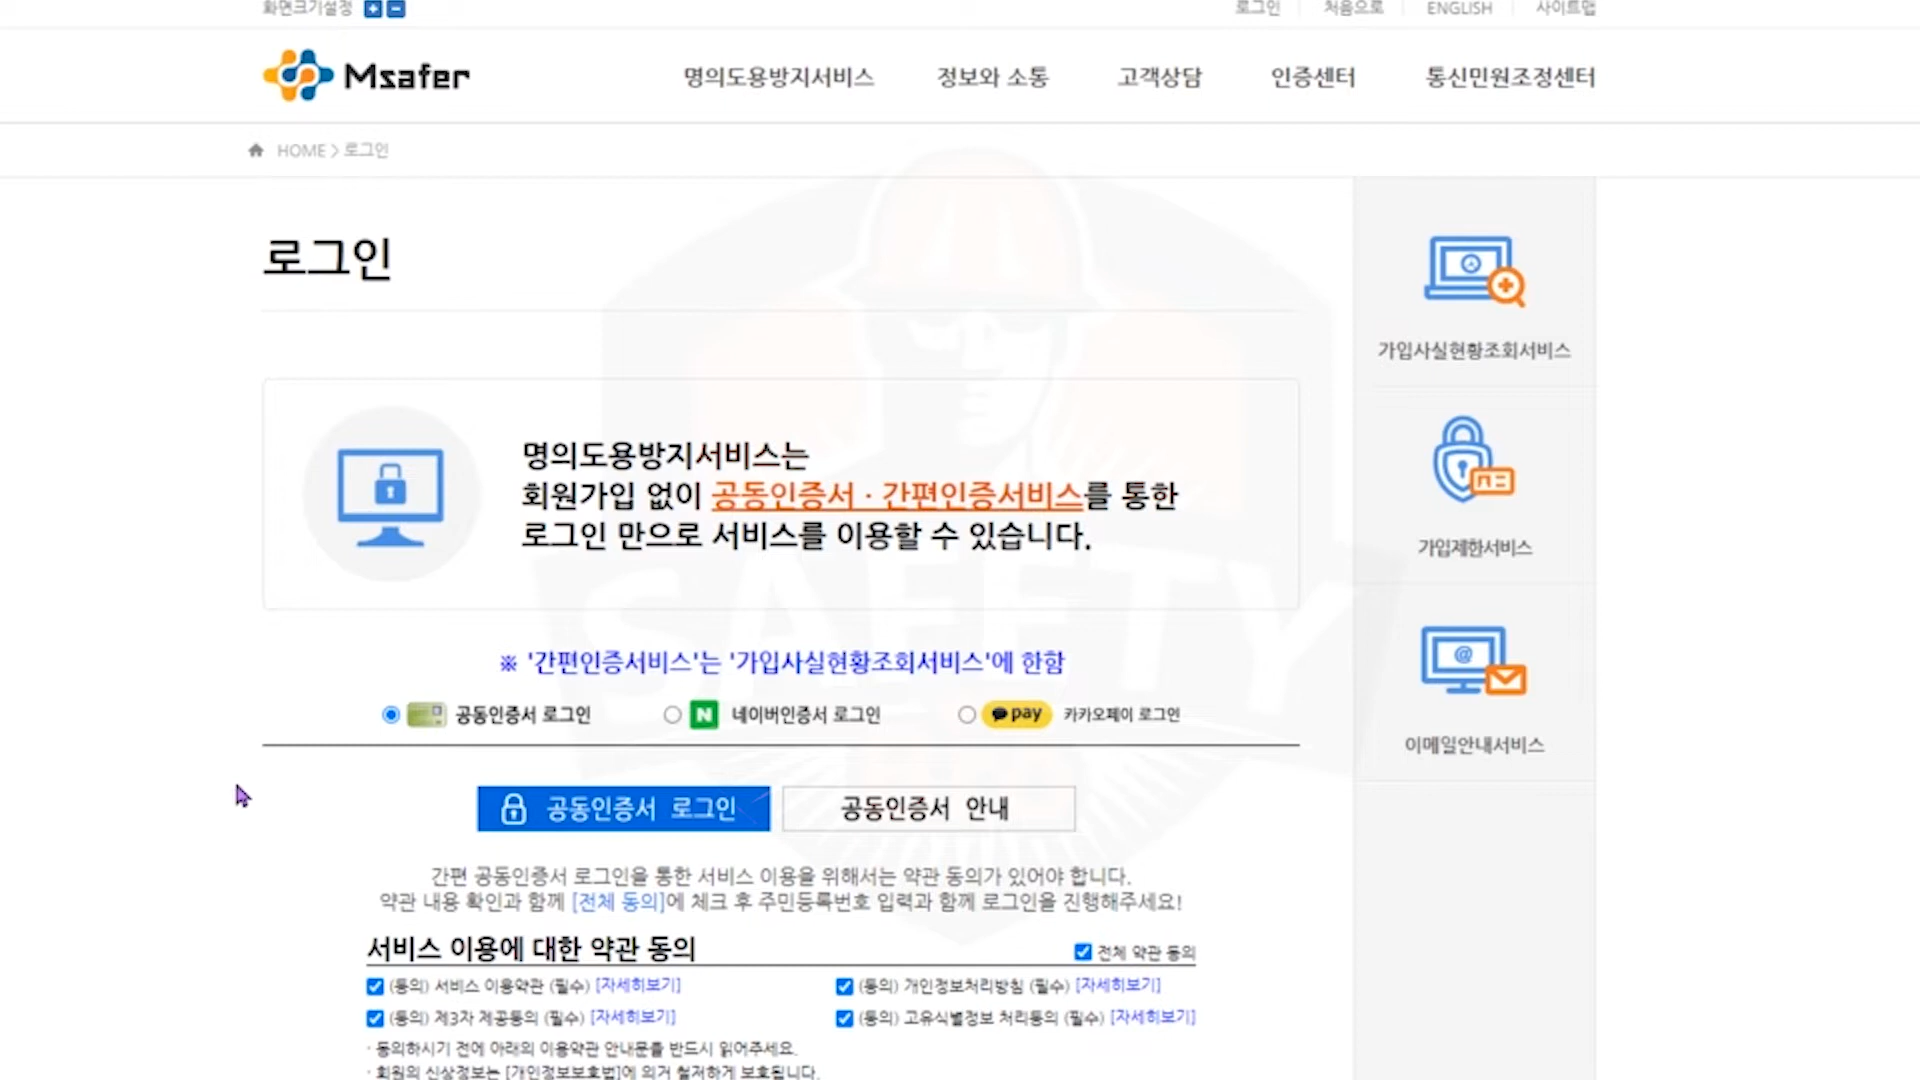 화면크기설정
로그인 처음으로 ENGLISH 사이트맵
Msafer 명의도용방지서비스 정보와 소통 고객상담 인증센터 통신민원조정센터
HOME > 로그인
로그인
명의도용방지서비스는
회원가입 없이 공동인증서 · 간편인증서비스를 통한
로그인 만으로 서비스를 이용할 수 있습니다.
※ '간편인증서비스'는 '가입사실현황조회서비스'에 한함
공동인증서 로그인 N 네이버인증서 로그인 pay 카카오페이 로그인
공동인증서 로그인 공동인증서 안내
간편 공동인증서 로그인을 통한 서비스 이용을 위해서는 약관 동의가 있어야 합니다.
약관 내용 확인과 함께 [전체 동의]에 체크 후 주민등록번호 입력과 함께 로그인을 진행해주세요!
서비스 이용에 대한 약관 동의 전체 약관 동의
(동의) 서비스 이용약관 (필수) [자세히보기] (동의) 개인정보처리방침 (필수) [자세히보기]
(동의) 제3자 제공동의 (필수) [자세히보기] (동의) 고유식별정보 처리동의 (필수) [자세히보기]
· 동의하시기 전에 아래의 이용약관 안내문를 반드시 읽어주세요.
· 회원의 신상정보는 [개인정보보호법]에 의거 철저하게 보호됩니다.
가입사실현황조회서비스
가입제한서비스
이메일안내서비스
SAFETY